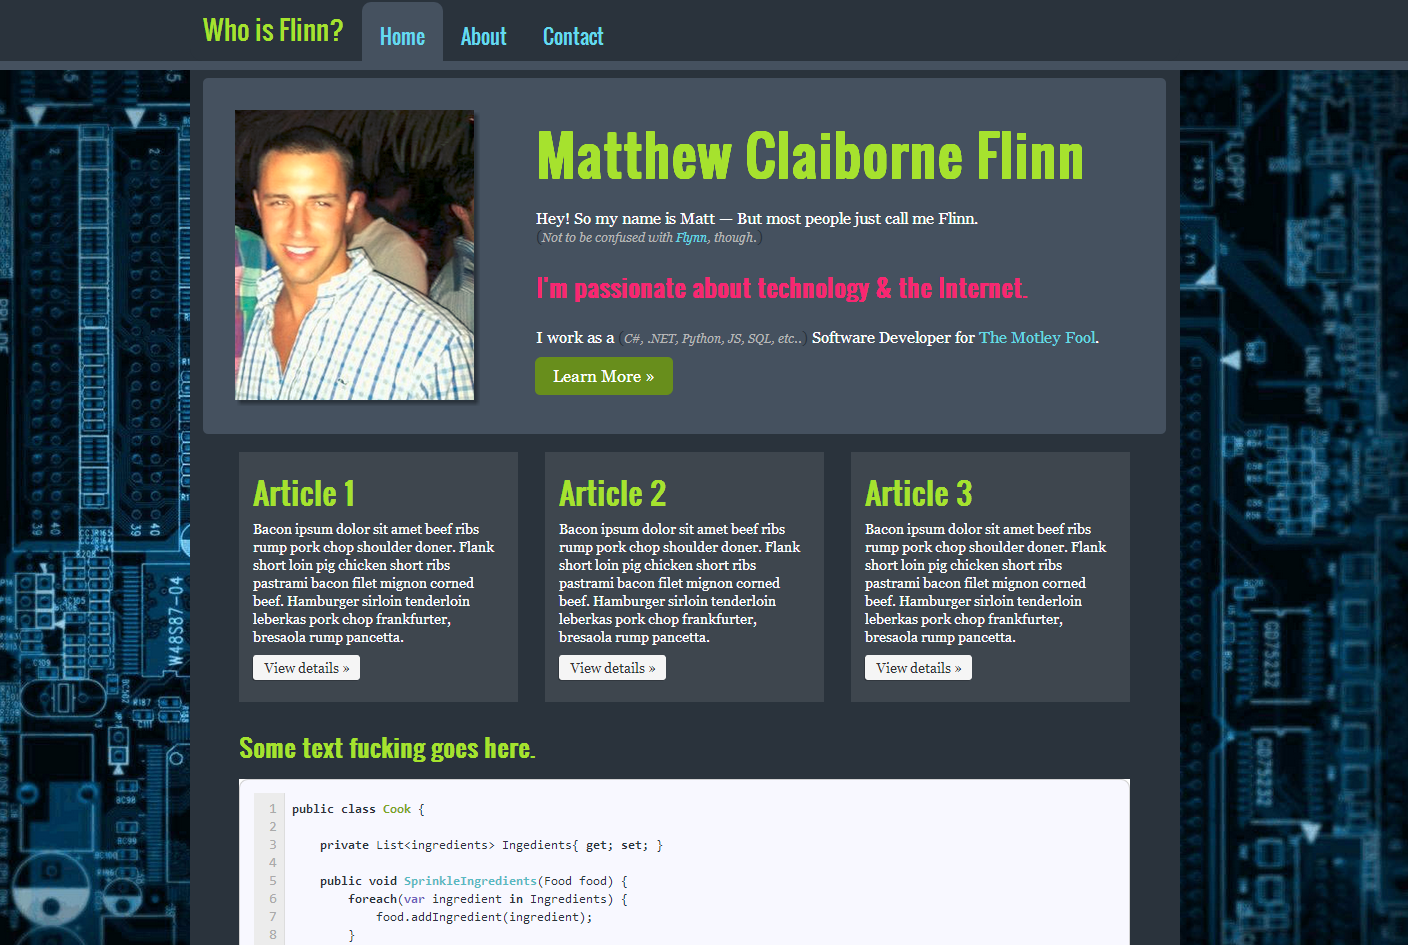 Who is Flinn?
Home
About
Contact
Matthew Claiborne Flinn
Hey! So my name is Matt — But most people just call me Flinn.
(Not to be confused with Flynn, though.)
I'm passionate about technology & the Internet.
I work as a (C#, .NET, Python, JS, SQL, etc..) Software Developer for The Motley Fool.
Learn More »
Article 1
Bacon ipsum dolor sit amet beef ribs
rump pork chop shoulder doner. Flank
short loin pig chicken short ribs
pastrami bacon filet mignon corned
beef. Hamburger sirloin tenderloin
leberkas pork chop frankfurter,
bresaola rump pancetta.
View details »
Article 2
Bacon ipsum dolor sit amet beef ribs
rump pork chop shoulder doner. Flank
short loin pig chicken short ribs
pastrami bacon filet mignon corned
beef. Hamburger sirloin tenderloin
leberkas pork chop frankfurter,
bresaola rump pancetta.
View details »
Article 3
Bacon ipsum dolor sit amet beef ribs
rump pork chop shoulder doner. Flank
short loin pig chicken short ribs
pastrami bacon filet mignon corned
beef. Hamburger sirloin tenderloin
leberkas pork chop frankfurter,
bresaola rump pancetta.
View details »
Some text fucking goes here.
1 public class Cook {
2
3 private List<ingredients> Ingedients{ get; set; }
4
5 public void SprinkleIngredients(Food food) {
6 foreach(var ingredient in Ingredients) {
7 food.addIngredient(ingredient);
8 }
W48S87-04
FLOPPY
LINE OUT
CD75232
CD75232